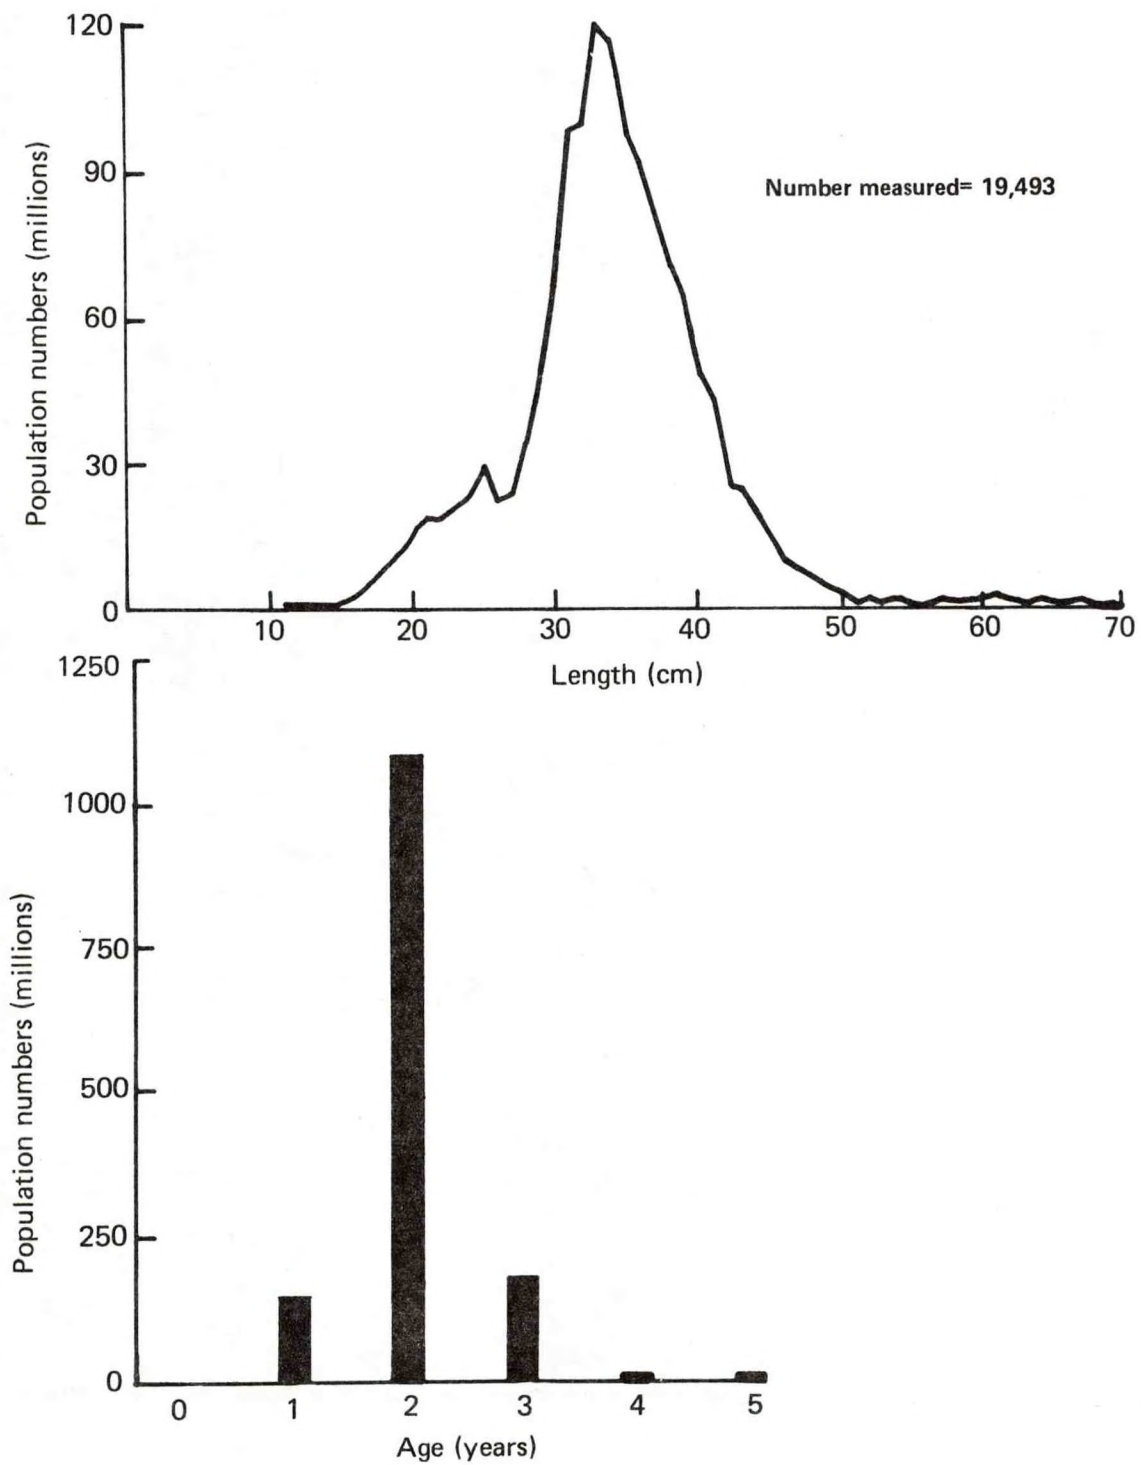 120
90
60
30
0
Population numbers (millions)
Number measured= 19,493
10 20 30 40 50 60 70
Length (cm)
1250
1000
750
500
250
0
Population numbers (millions)
0 1 2 3 4 5
Age (years)